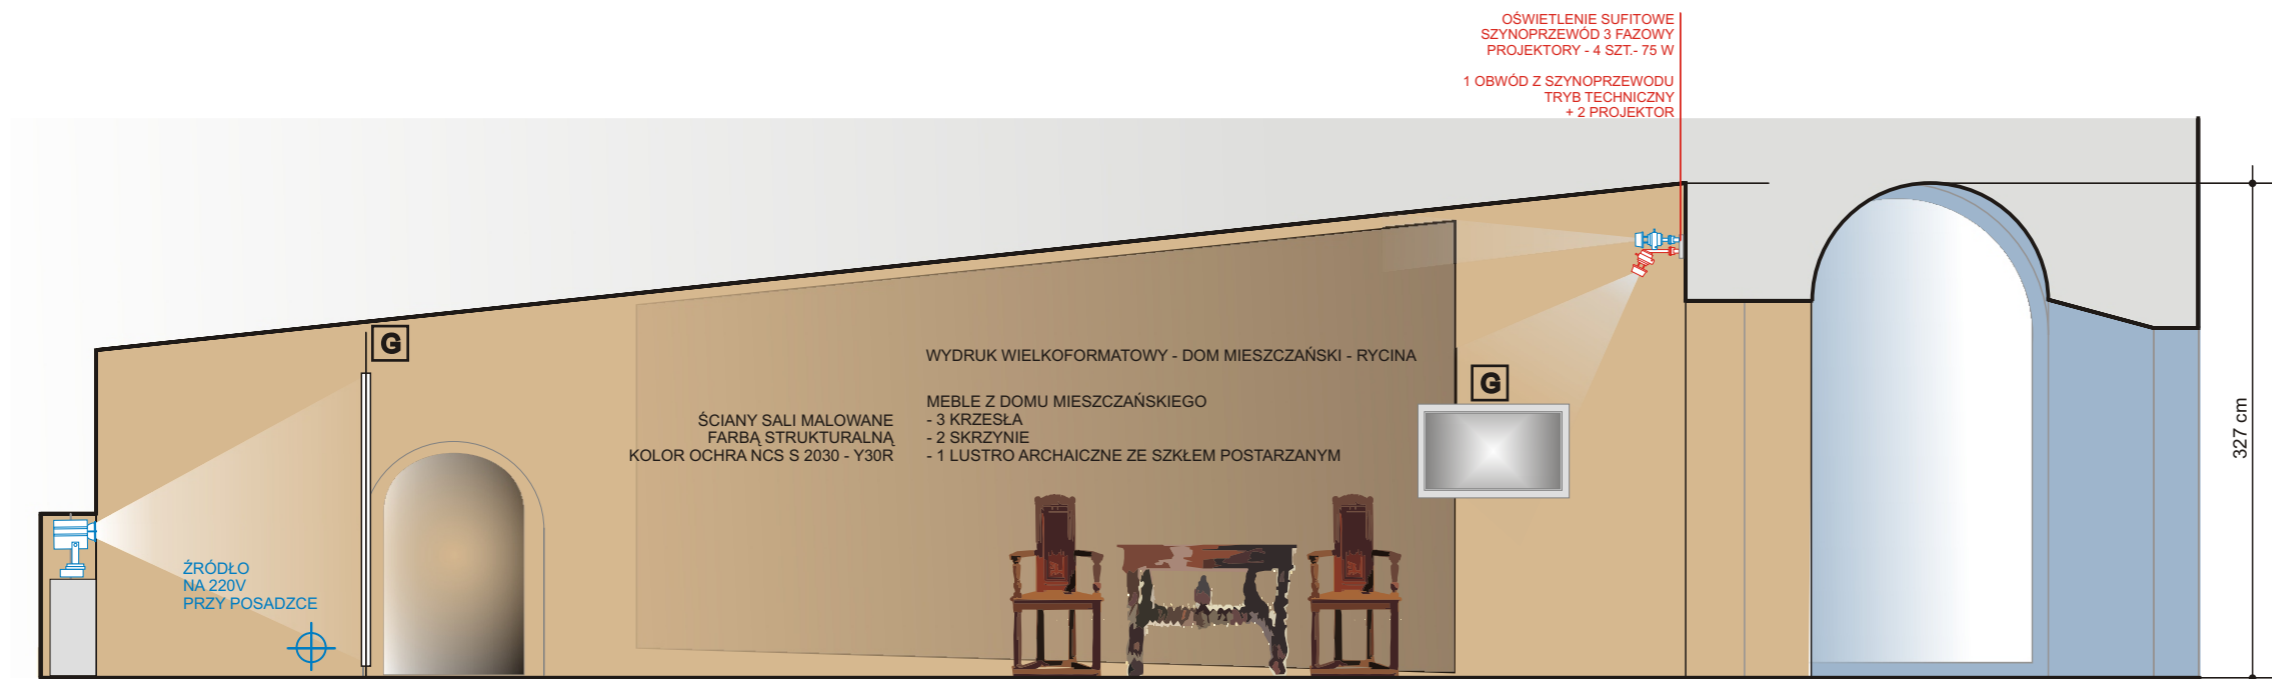 OŚWIETLENIE SUFITOWE
SZYNOPRZEWÓD 3 FAZOWY
PROJEKTORY - 4 SZT.- 75 W
1 OBWÓD Z SZYNOPRZEWODU
TRYB TECHNICZNY
+ 2 PROJEKTOR
G
WYDRUK WIELKOFORMATOWY - DOM MIESZCZAŃSKI - RYCINA
G
MEBLE Z DOMU MIESZCZAŃSKIEGO
- 3 KRZESŁA
- 2 SKRZYNIE
- 1 LUSTRO ARCHAICZNE ZE SZKŁEM POSTARZANYM
ŚCIANY SALI MALOWANE
FARBĄ STRUKTURALNĄ
KOLOR OCHRA NCS S 2030 - Y30R
327 cm
ŹRÓDŁO
NA 220V
PRZY POSADZCE